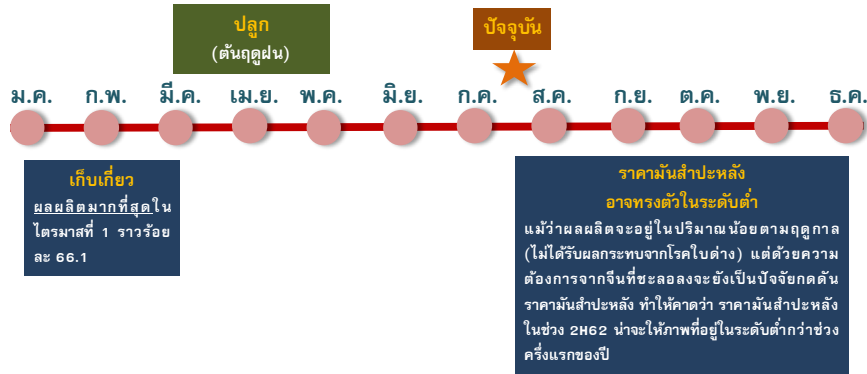 ปลูก
(ต้นฤดูฝน)
ปัจจุบัน
ม.ค. ก.พ. มี.ค. เม.ย. พ.ค. มิ.ย. ก.ค. ส.ค. ก.ย. ต.ค. พ.ย. ธ.ค.
เก็บเกี่ยว
ผลผลิตมากที่สุดใน
ไตรมาสที่ 1 ราวร้อย
ละ 66.1
ราคามันสำปะหลัง
อาจทรงตัวในระดับต่ำ
แม้ว่าผลผลิตจะอยู่ในปริมาณน้อยตามฤดูกาล
(ไม่ได้รับผลกระทบจากโรคใบด่าง) แต่ด้วยความ
ต้องการจากจีนที่ชะลอลงจะยังเป็นปัจจัยกดดัน
ราคามันสำปะหลัง ทำให้คาดว่า ราคามันสำปะหลัง
ในช่วง 2H62 น่าจะให้ภาพที่อยู่ในระดับต่ำกว่าช่วง
ครึ่งแรกของปี